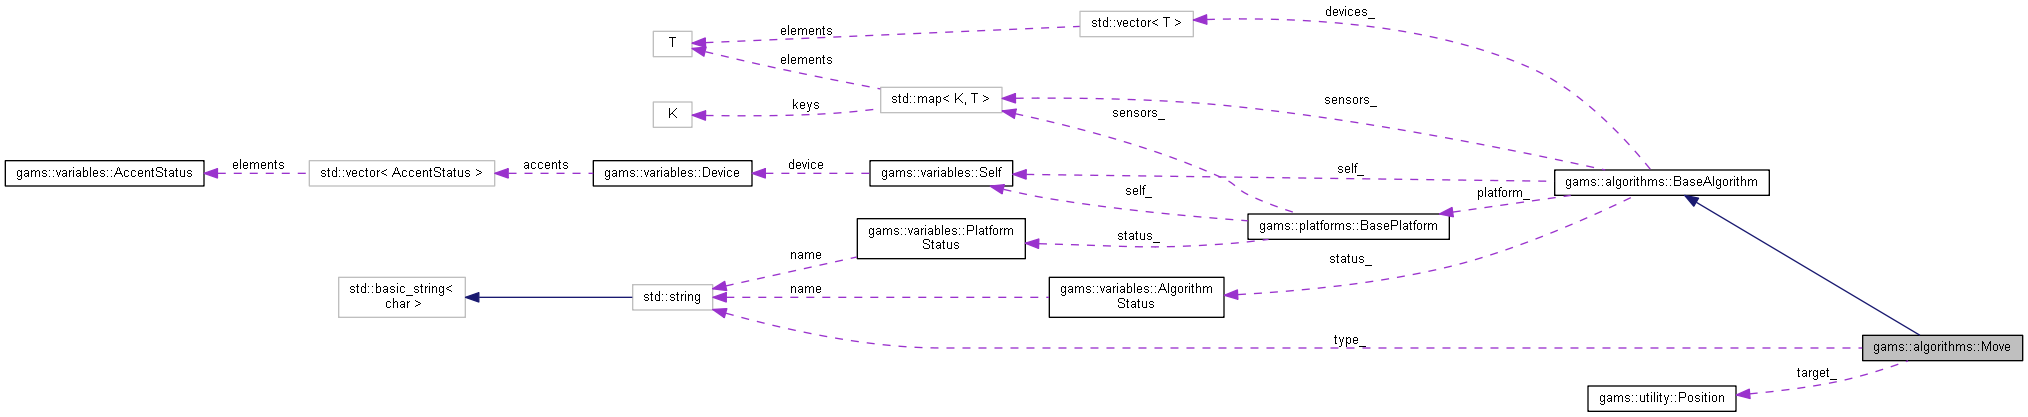 devices_
std::vector< T >
elements
T
elements
std::map< K, T >
sensors_
keys
K
sensors_
gams::variables::AccentStatus
elements
std::vector< AccentStatus >
accents
gams::variables::Device
device
gams::variables::Self
self_
gams::algorithms::BaseAlgorithm
self_
platform_
gams::platforms::BasePlatform
gams::variables::Platform
Status
status_
name
status_
std::basic_string<
char >
std::string
name
gams::variables::Algorithm
Status
type_
gams::algorithms::Move
target_
gams::utility::Position